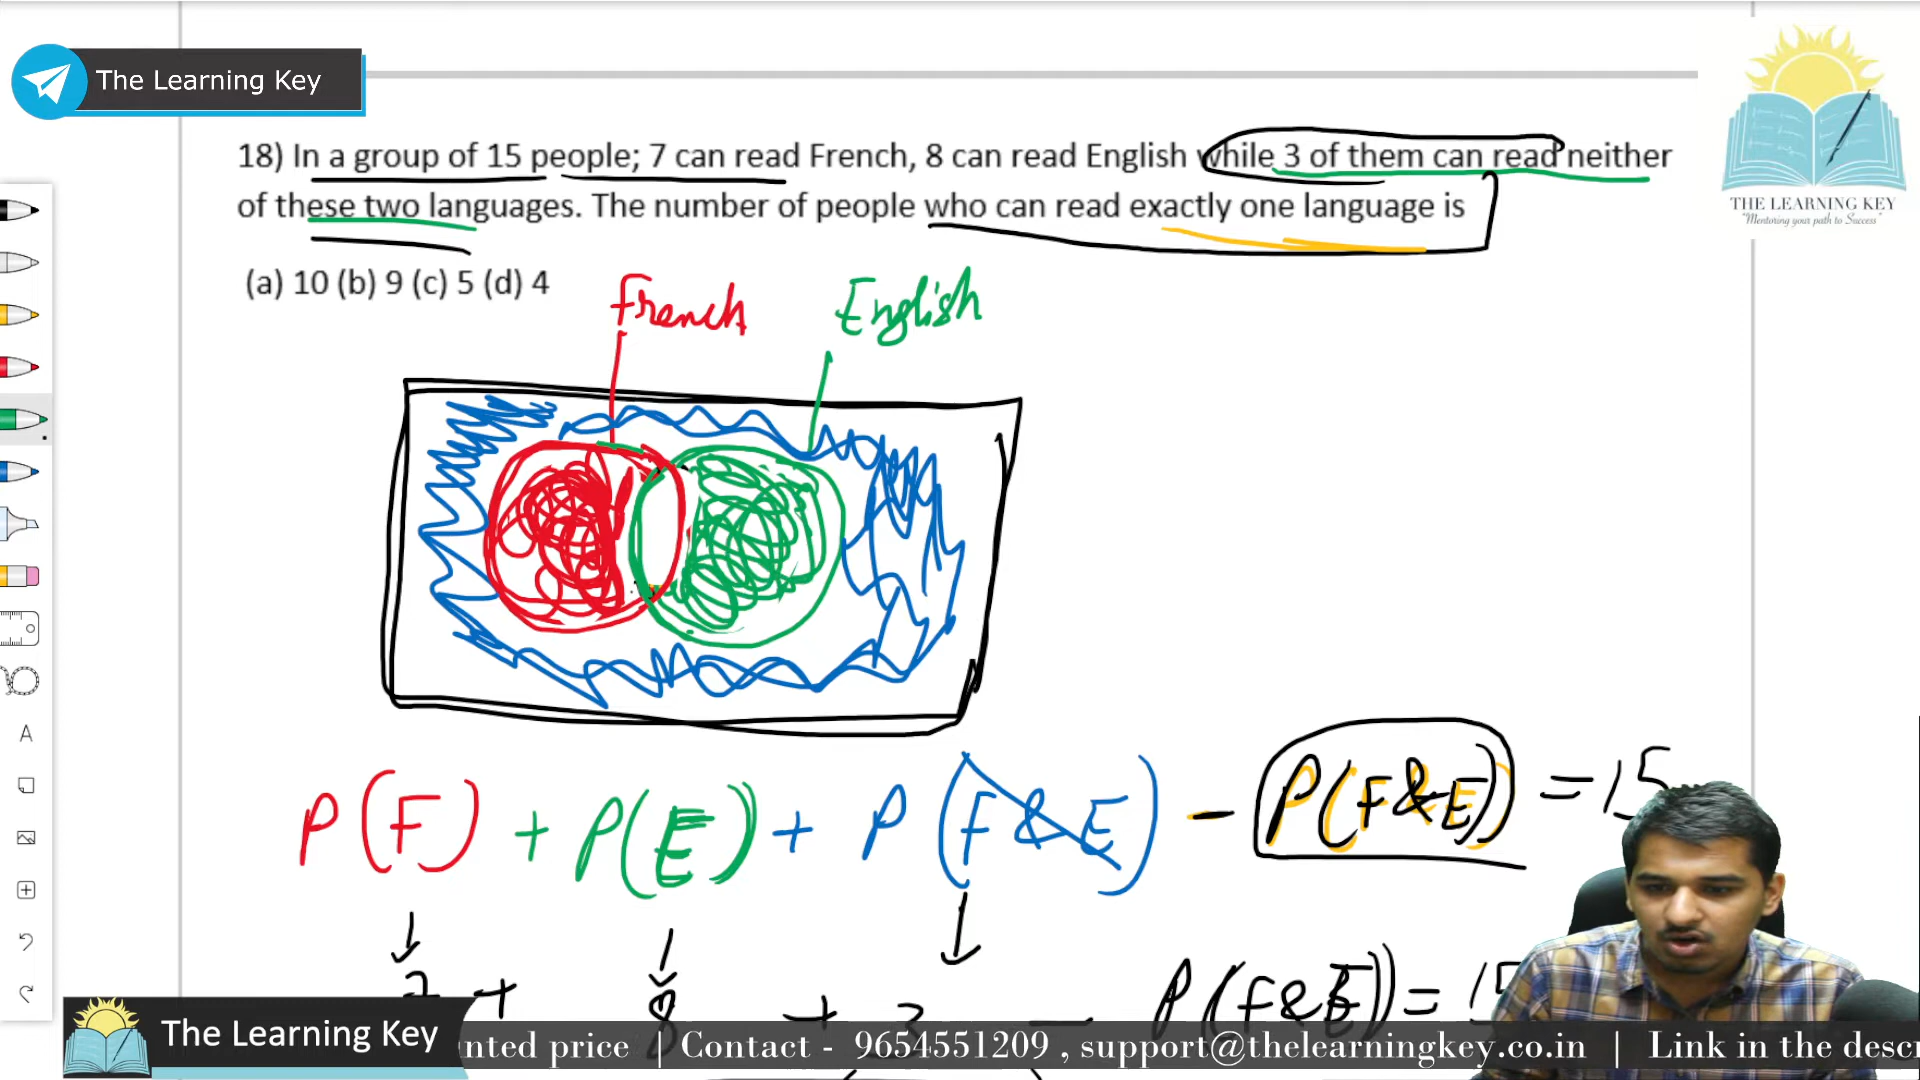 The Learning Key
18) In a group of 15 people; 7 can read French, 8 can read English while 3 of them can read neither
of these two languages. The number of people who can read exactly one language is
(a) 10 (b) 9 (c) 5 (d) 4
THE LEARNING KEY
"Mentoring your path to Success"
French English
P(F) + P(E) + P(F & E) - P(F&E) = 15
7 + 8 + 3 - P(F&E) = 15
A
The Learning Key
nted price | Contact - 9654551209 , support@thelearningkey.co.in | Link in the descr